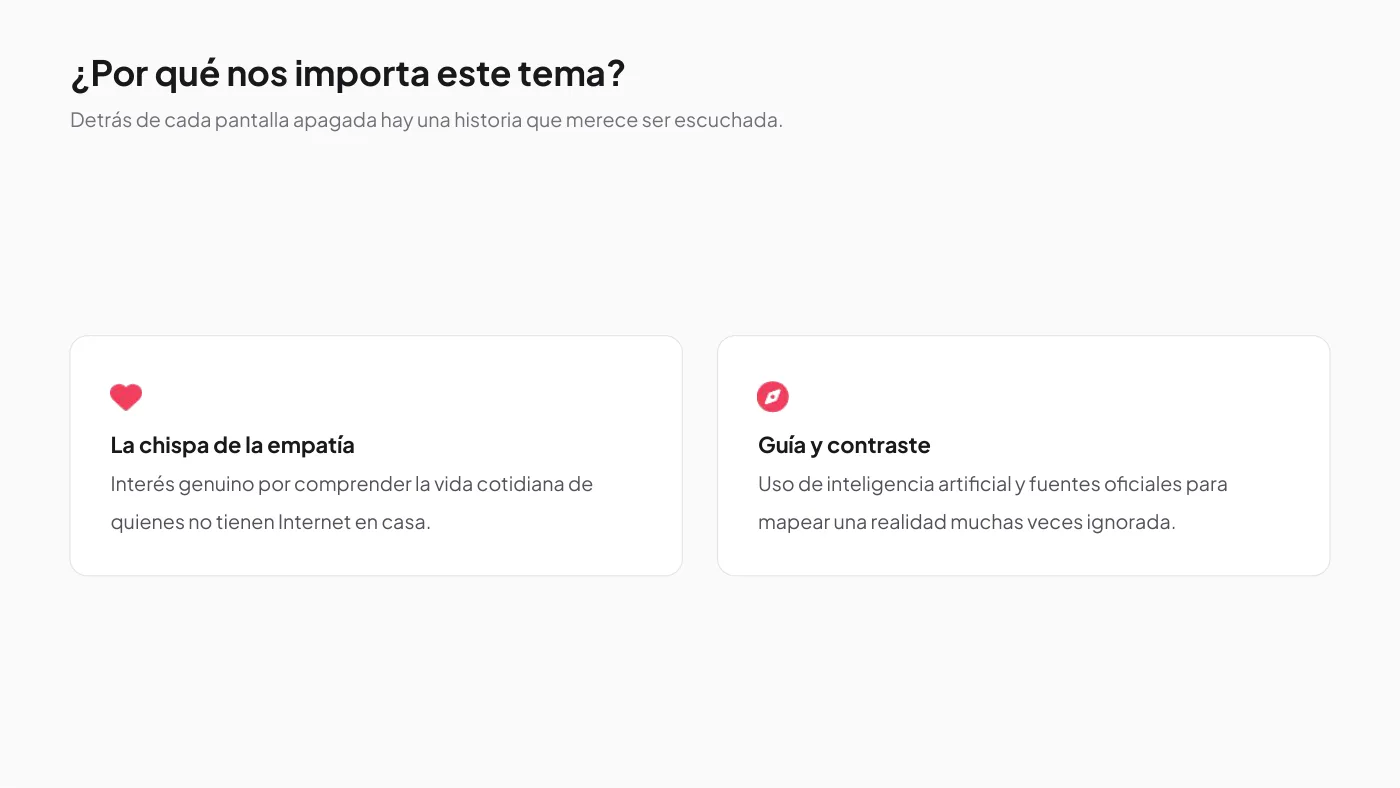 ¿Por qué nos importa este tema?
Detrás de cada pantalla apagada hay una historia que merece ser escuchada.
La chispa de la empatía
Interés genuino por comprender la vida cotidiana de
quienes no tienen Internet en casa.
Guía y contraste
Uso de inteligencia artificial y fuentes oficiales para
mapear una realidad muchas veces ignorada.